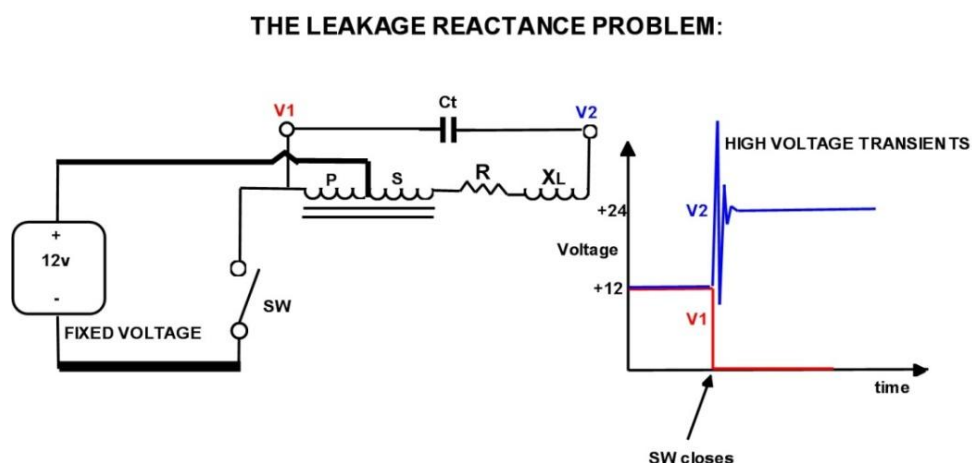 THE LEAKAGE REACTANCE PROBLEM:
V1
Ct
V2
P
S
R
XL
+
12v
-
FIXED VOLTAGE
SW
HIGH VOLTAGE TRANSIENTS
+24
V2
Voltage
+12
V1
time
SW closes